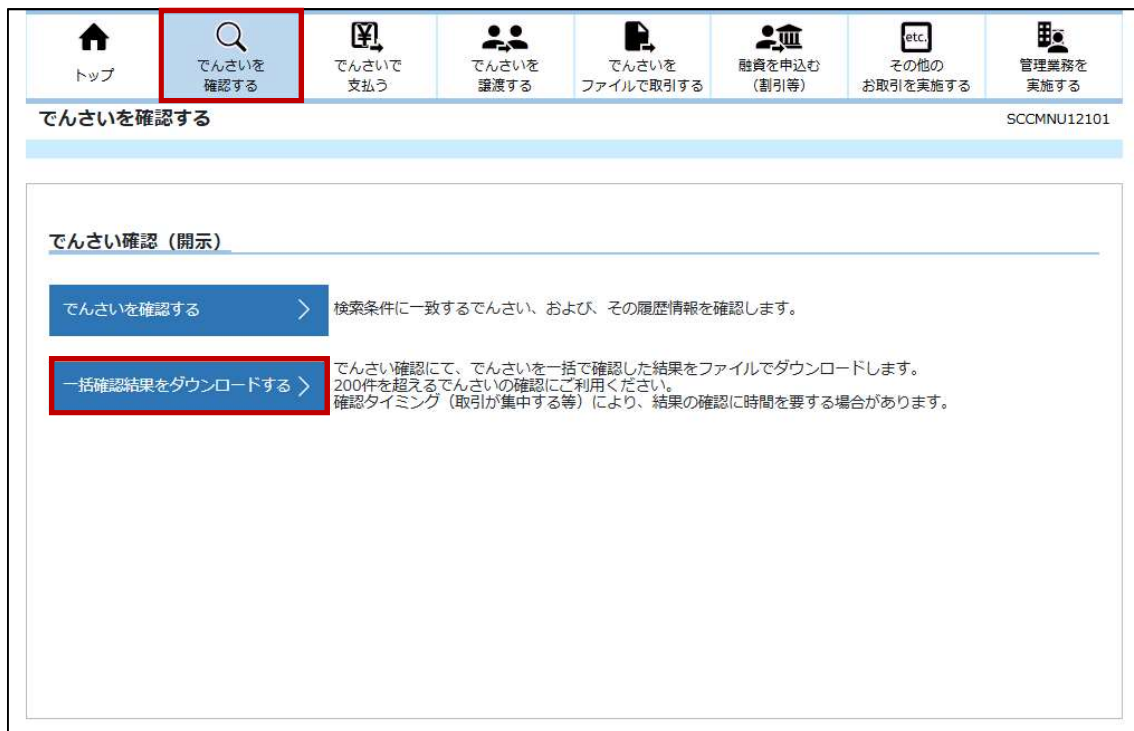 トップ
でんさいを
確認する
でんさいで
支払う
でんさいを
譲渡する
でんさいを
ファイルで取引する
融資を申込む
(割引等)
etc.
その他の
お取引を実施する
管理業務を
実施する
でんさいを確認する
SCCMNU12101
でんさい確認（開示）
でんさいを確認する
検索条件に一致するでんさい、および、その履歴情報を確認します。
一括確認結果をダウンロードする
でんさい確認にて、でんさいを一括で確認した結果をファイルでダウンロードします。
200件を超えるでんさいの確認にご利用ください。
確認タイミング（取引が集中する等）により、結果の確認に時間を要する場合があります。